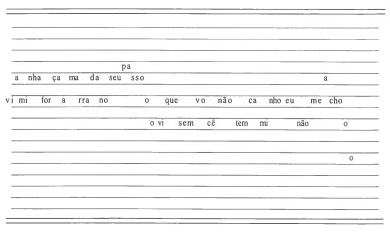 pa
a nha ça ma da seu sso a
vi mi for a rra no o que vo não ca nho eu me cho
o vi sem cê tem mi não o
o